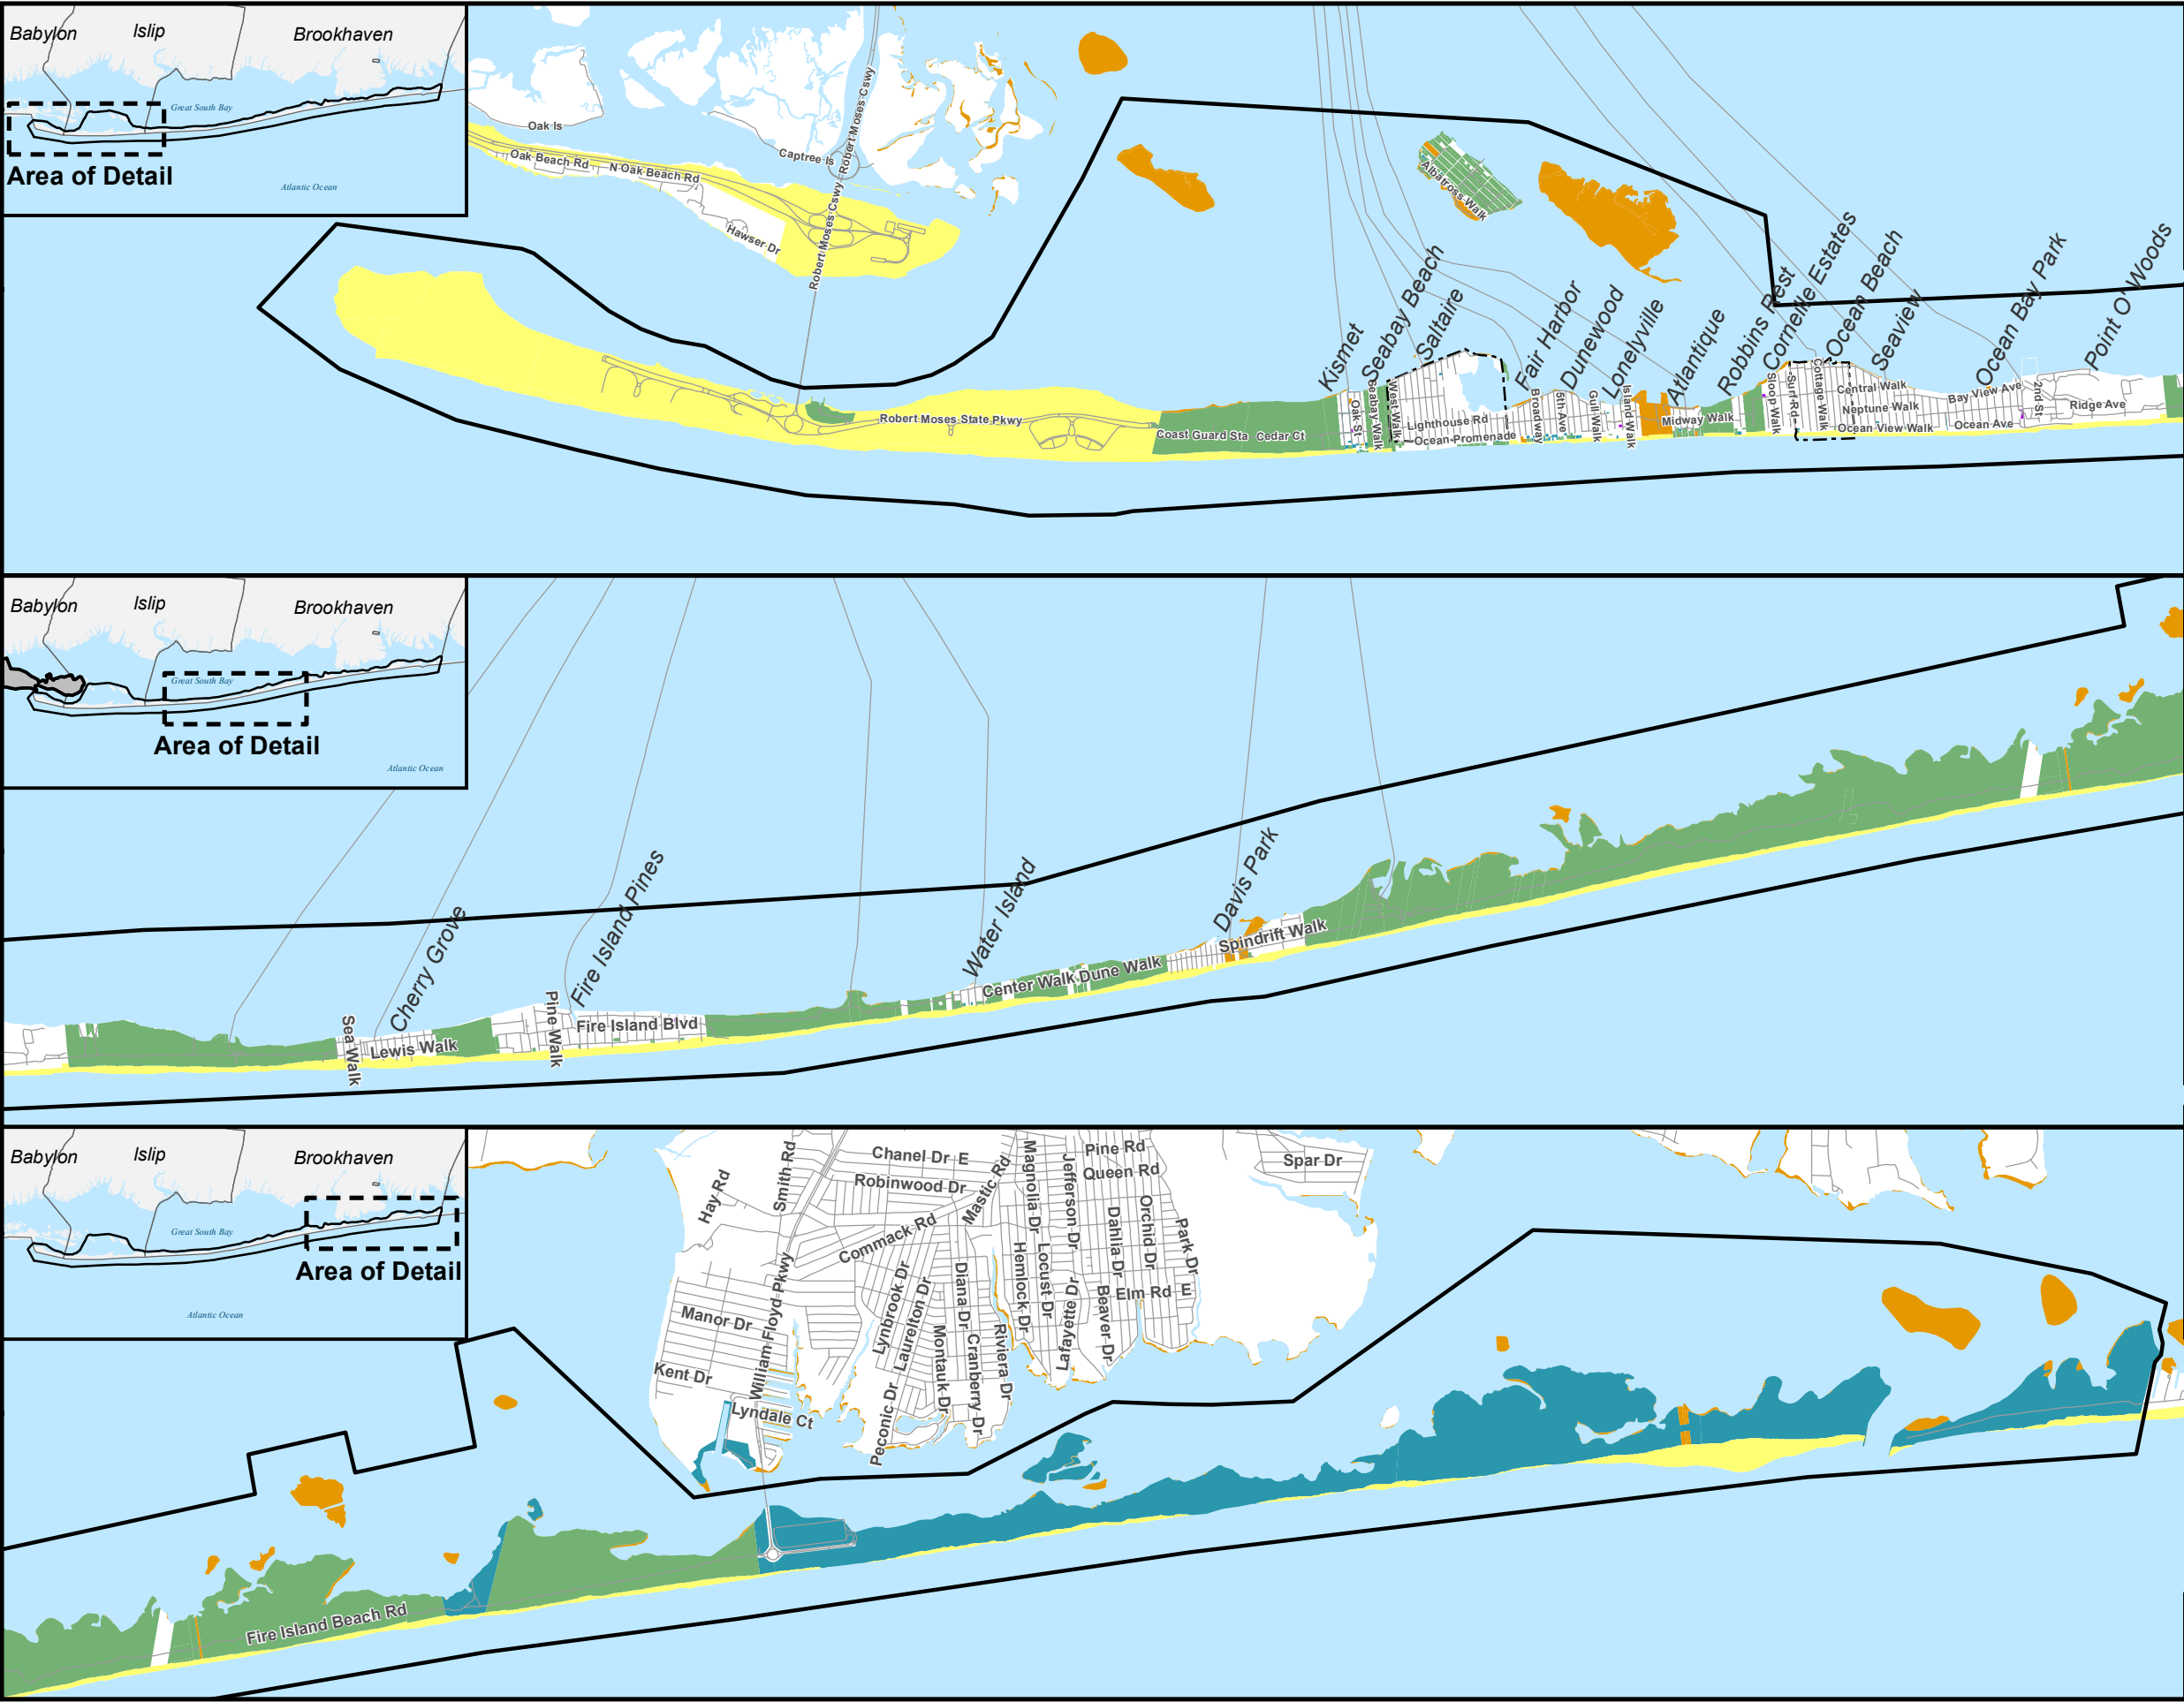 Babylon
Islip
Brookhaven
Great South Bay
Area of Detail
Atlantic Ocean
Oak Is
Captree Is
Robert Moses Cswy
Robert Moses Cswy
Oak Beach Rd
N Oak Beach Rd
Hawser Dr
Albatross Walk
Kismet
Seabay Beach
Saltaire
Fair Harbor
Dunewood
Lonelyville
Atlantique
Robbins Rest
Corneille Estates
Ocean Beach
Seaview
Ocean Bay Park
Point O' Woods
Robert Moses State Pkwy
Coast Guard Sta
Cedar Ct
Oak St
Seabay Walk
West Walk
Lighthouse Rd
Ocean Promenade
Broadway
5th Ave
Gull Walk
Island Walk
Midway Walk
Sloop Walk
Surf Rd
Cottage Walk
Central Walk
Neptune Walk
Ocean View Walk
Bay View Ave
Ocean Ave
2nd St
Ridge Ave
Babylon
Islip
Brookhaven
Great South Bay
Area of Detail
Atlantic Ocean
Cherry Grove
Fire Island Pines
Water Island
Davis Park
Sea Walk
Lewis Walk
Pine Walk
Fire Island Blvd
Center Walk
Dune Walk
Spindrift Walk
Babylon
Islip
Brookhaven
Great South Bay
Area of Detail
Atlantic Ocean
Hay Rd
Smith Rd
Chanel Dr E
Robinwood Dr
Mastic Rd
Commack Rd
Magnolia Dr
Jefferson Dr
Pine Rd
Queen Rd
Spar Dr
Orchid Dr
Dahlia Dr
Park Dr
Hemlock Dr
Locust Dr
Elm Rd E
Beaver Dr
Lafayette Dr
Manor Dr
William Floyd Pkwy
Lynbrook Dr
Laurelton Dr
Diana Dr
Montauk Dr
Cranberry Dr
Riviera Dr
Kent Dr
Lyndale Ct
Peconic Dr
Fire Island Beach Rd